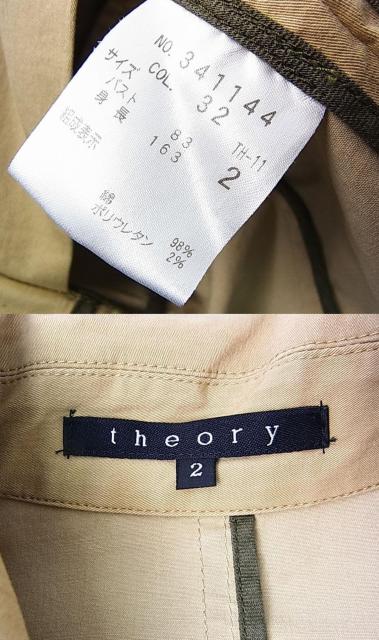 NO. 341144
COL. 32
サイズ TH-11 2
バスト 83
身長 163
組成表示
綿 98%
ポリウレタン 2%
theory
2